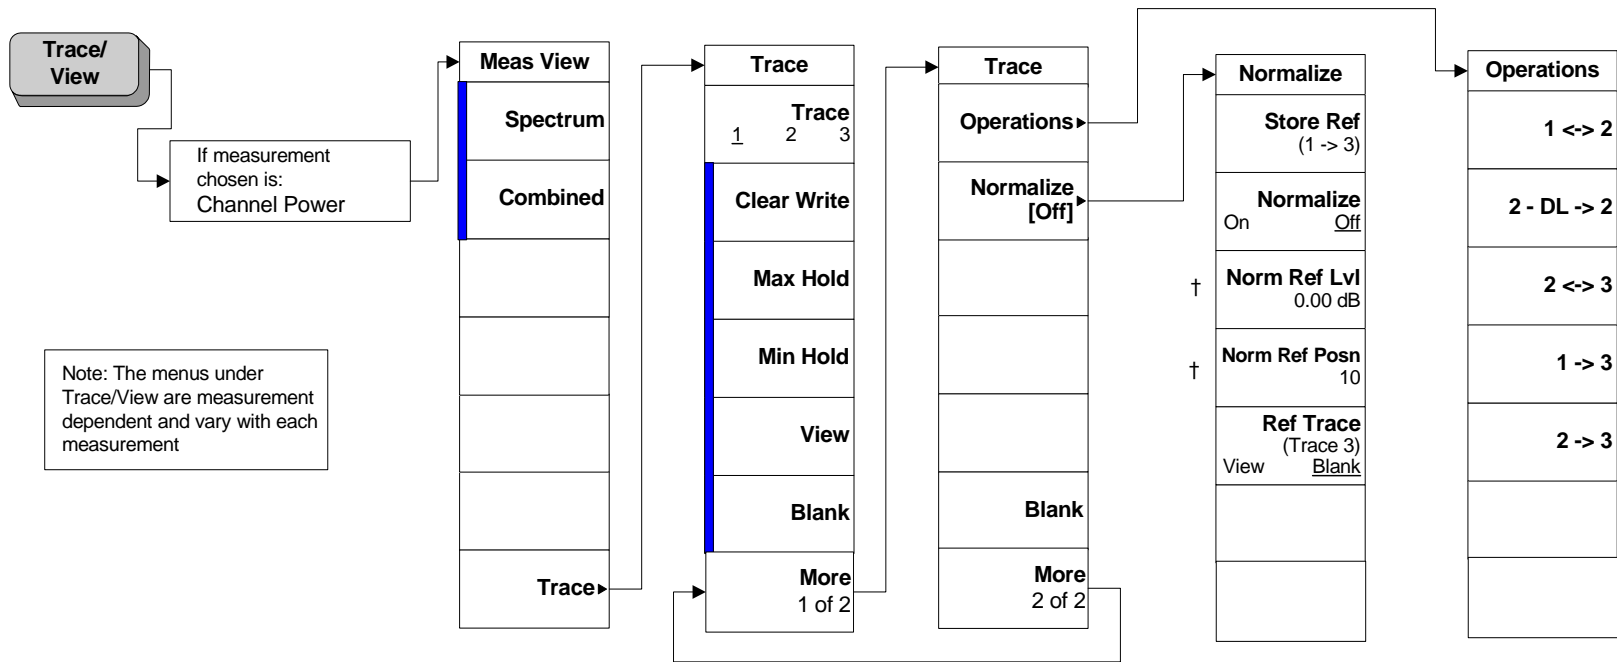 Trace/
View
If measurement
chosen is:
Channel Power
Note: The menus under
Trace/View are measurement
dependent and vary with each
measurement
Meas View
Spectrum
Combined
Trace
Trace
Trace
1 2 3
Clear Write
Max Hold
Min Hold
View
Blank
More
1 of 2
Trace
Operations
Normalize
[Off]
Blank
More
2 of 2
Normalize
Store Ref
(1 -> 3)
Normalize
On Off
† Norm Ref Lvl
0.00 dB
† Norm Ref Posn
10
Ref Trace
(Trace 3)
View Blank
Operations
1 <-> 2
2 - DL -> 2
2 <-> 3
1 -> 3
2 -> 3